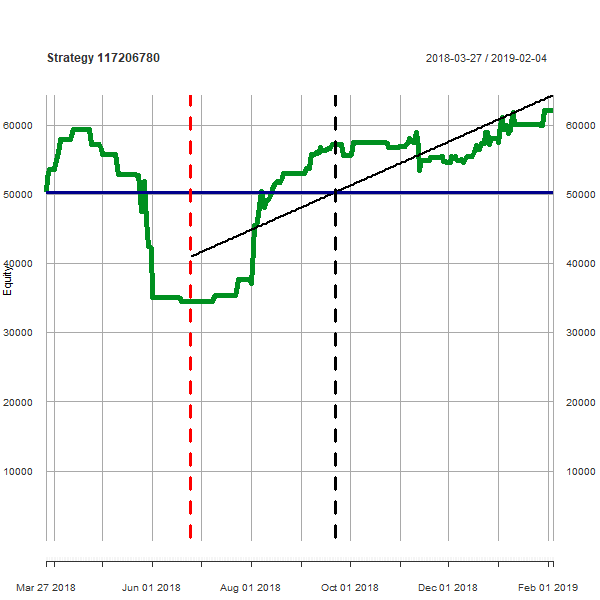 Strategy 117206780 2018-03-27 / 2019-02-04
60000 60000
50000 50000
40000 40000
Equity
30000 30000
20000 20000
10000 10000
Mar 27 2018 Jun 01 2018 Aug 01 2018 Oct 01 2018 Dec 01 2018 Feb 01 2019